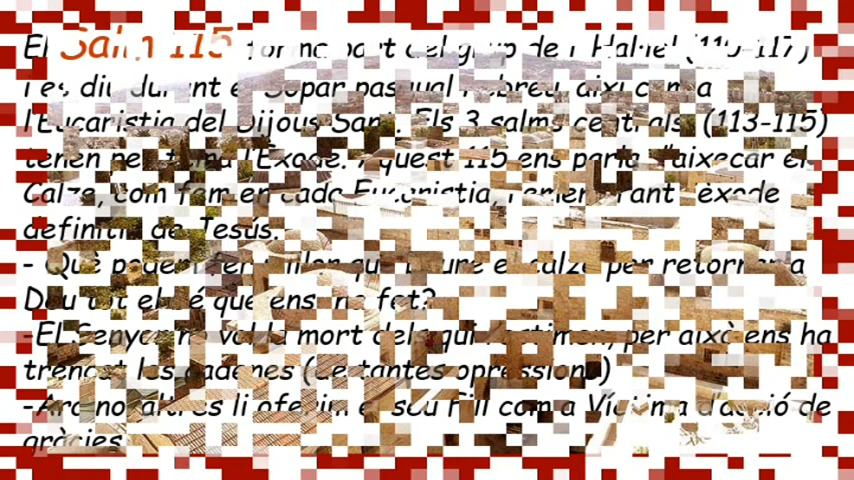 El Salm 115 forma part del grup de l'Hal·lel (110-117)
i es diu durant el Sopar pasqual hebreu, així com a
l'Eucaristia del Dijous Sant. Els 3 salms centrals (113-115)
tenen per tema l'Èxode. Aquest 115 ens parla d'aixecar el
Calze, com fem en cada Eucaristia, rememorant l'èxode
definitiu de Jesús.
- Què podem fer millor que beure el calze per retornar a
Déu tot el bé que ens ha fet?
-EL Senyor no vol la mort dels qui l'estimen, per això ens ha
trencat les cadenes (de tantes opressions)
-Ara nosaltres li oferim el seu Fill com a Víctima d'acció de
gràcies